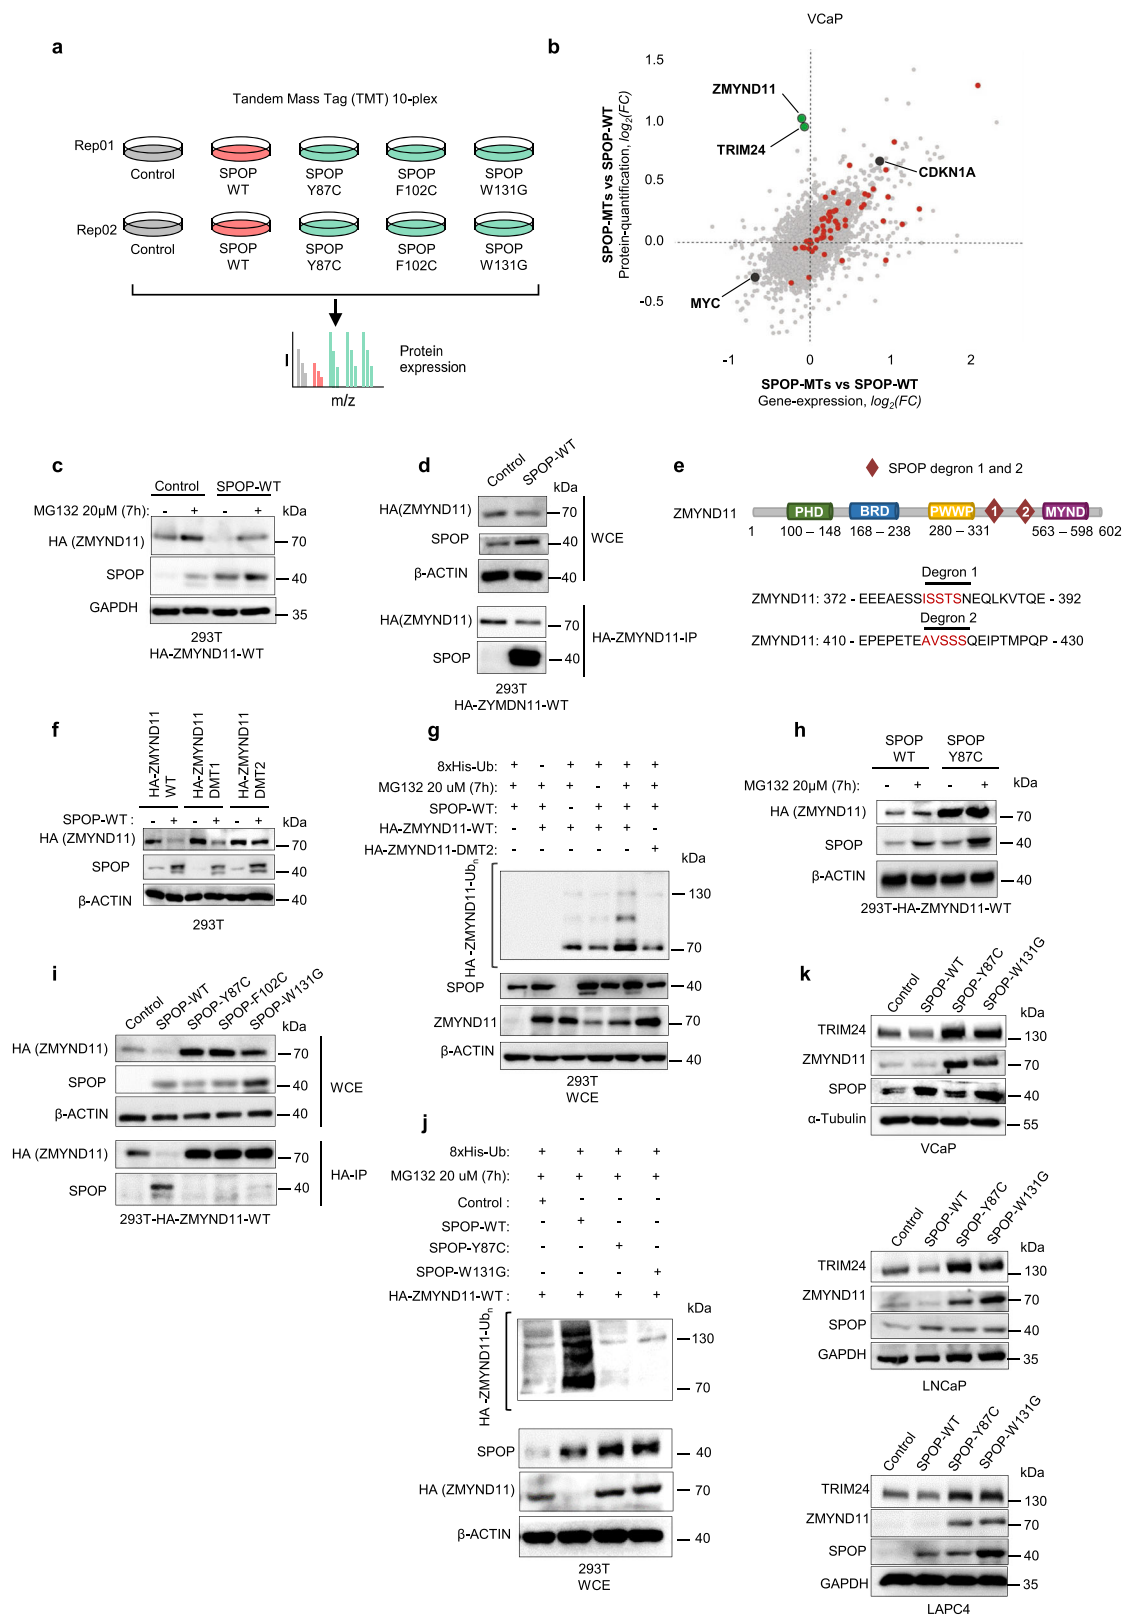 a
Tandem Mass Tag (TMT) 10-plex
Rep01
Control
SPOP
WT
SPOP
Y87C
SPOP
F102C
SPOP
W131G
Rep02
Control
SPOP
WT
SPOP
Y87C
SPOP
F102C
SPOP
W131G
I
m/z
Protein
expression
b
VCaP
SPOP-MTs vs SPOP-WT
Protein-quantification, log2(FC)
1.5
1.0
0.5
0.0
-0.5
ZMYND11
TRIM24
CDKN1A
MYC
-1 0 1 2
SPOP-MTs vs SPOP-WT
Gene-expression, log2(FC)
c
Control SPOP-WT
MG132 20µM (7h): - + - + kDa
HA (ZMYND11) 70
SPOP 40
GAPDH 35
293T
HA-ZMYND11-WT
d
Control SPOP-WT
kDa
HA(ZMYND11) 70
SPOP 40
β-ACTIN 40
WCE
HA(ZMYND11) 70
SPOP 40
HA-ZMYND11-IP
293T
HA-ZYMDN11-WT
e
SPOP degron 1 and 2
ZMYND11 PHD BRD PWWP 1 2 MYND
1 100 – 148 168 - 238 280 – 331 563 – 598 602
Degron 1
ZMYND11: 372 - EEEAESSISSTSNEQLKVTQE - 392
Degron 2
ZMYND11: 410 - EPEPETEAVSSSQEIPTMPQP - 430
f
HA-ZMYND11 WT
HA-ZMYND11 DMT1
HA-ZMYND11 DMT2
SPOP-WT : - + - + - + kDa
HA (ZMYND11) 70
SPOP 40
β-ACTIN 40
293T
g
8xHis-Ub: + - + + + +
MG132 20 uM (7h): + + + + + +
SPOP-WT: + + - + + +
HA-ZMYND11-WT: - + + + + -
HA-ZMYND11-DMT2: - - - - - +
kDa
HA -ZMYND11-Ubn
130
70
SPOP 40
ZMYND11 70
β-ACTIN 40
293T
WCE
h
SPOP
WT
SPOP
Y87C
MG132 20µM (7h): - + - + kDa
HA (ZMYND11) 70
SPOP 40
β-ACTIN 40
293T-HA-ZMYND11-WT
i
Control SPOP-WT SPOP-Y87C SPOP-F102C SPOP-W131G
kDa
HA (ZMYND11) 70
SPOP 40
β-ACTIN 40
WCE
HA (ZMYND11) 70
SPOP 40
HA-IP
293T-HA-ZMYND11-WT
j
8xHis-Ub: + + + +
MG132 20 uM (7h): + + + +
Control : + - - -
SPOP-WT: - + - -
SPOP-Y87C: - - + -
SPOP-W131G: - - - +
HA-ZMYND11-WT : + + + +
kDa
HA -ZMYND11-Ubn
130
70
SPOP 40
HA (ZMYND11) 70
β-ACTIN 40
293T
WCE
k
Control SPOP-WT SPOP-Y87C SPOP-W131G
kDa
TRIM24 130
ZMYND11 70
SPOP 40
α-Tubulin 55
VCaP
Control SPOP-WT SPOP-Y87C SPOP-W131G
kDa
TRIM24 130
ZMYND11 70
SPOP 40
GAPDH 35
LNCaP
Control SPOP-WT SPOP-Y87C SPOP-W131G
kDa
TRIM24 130
ZMYND11 70
SPOP 40
GAPDH 35
LAPC4